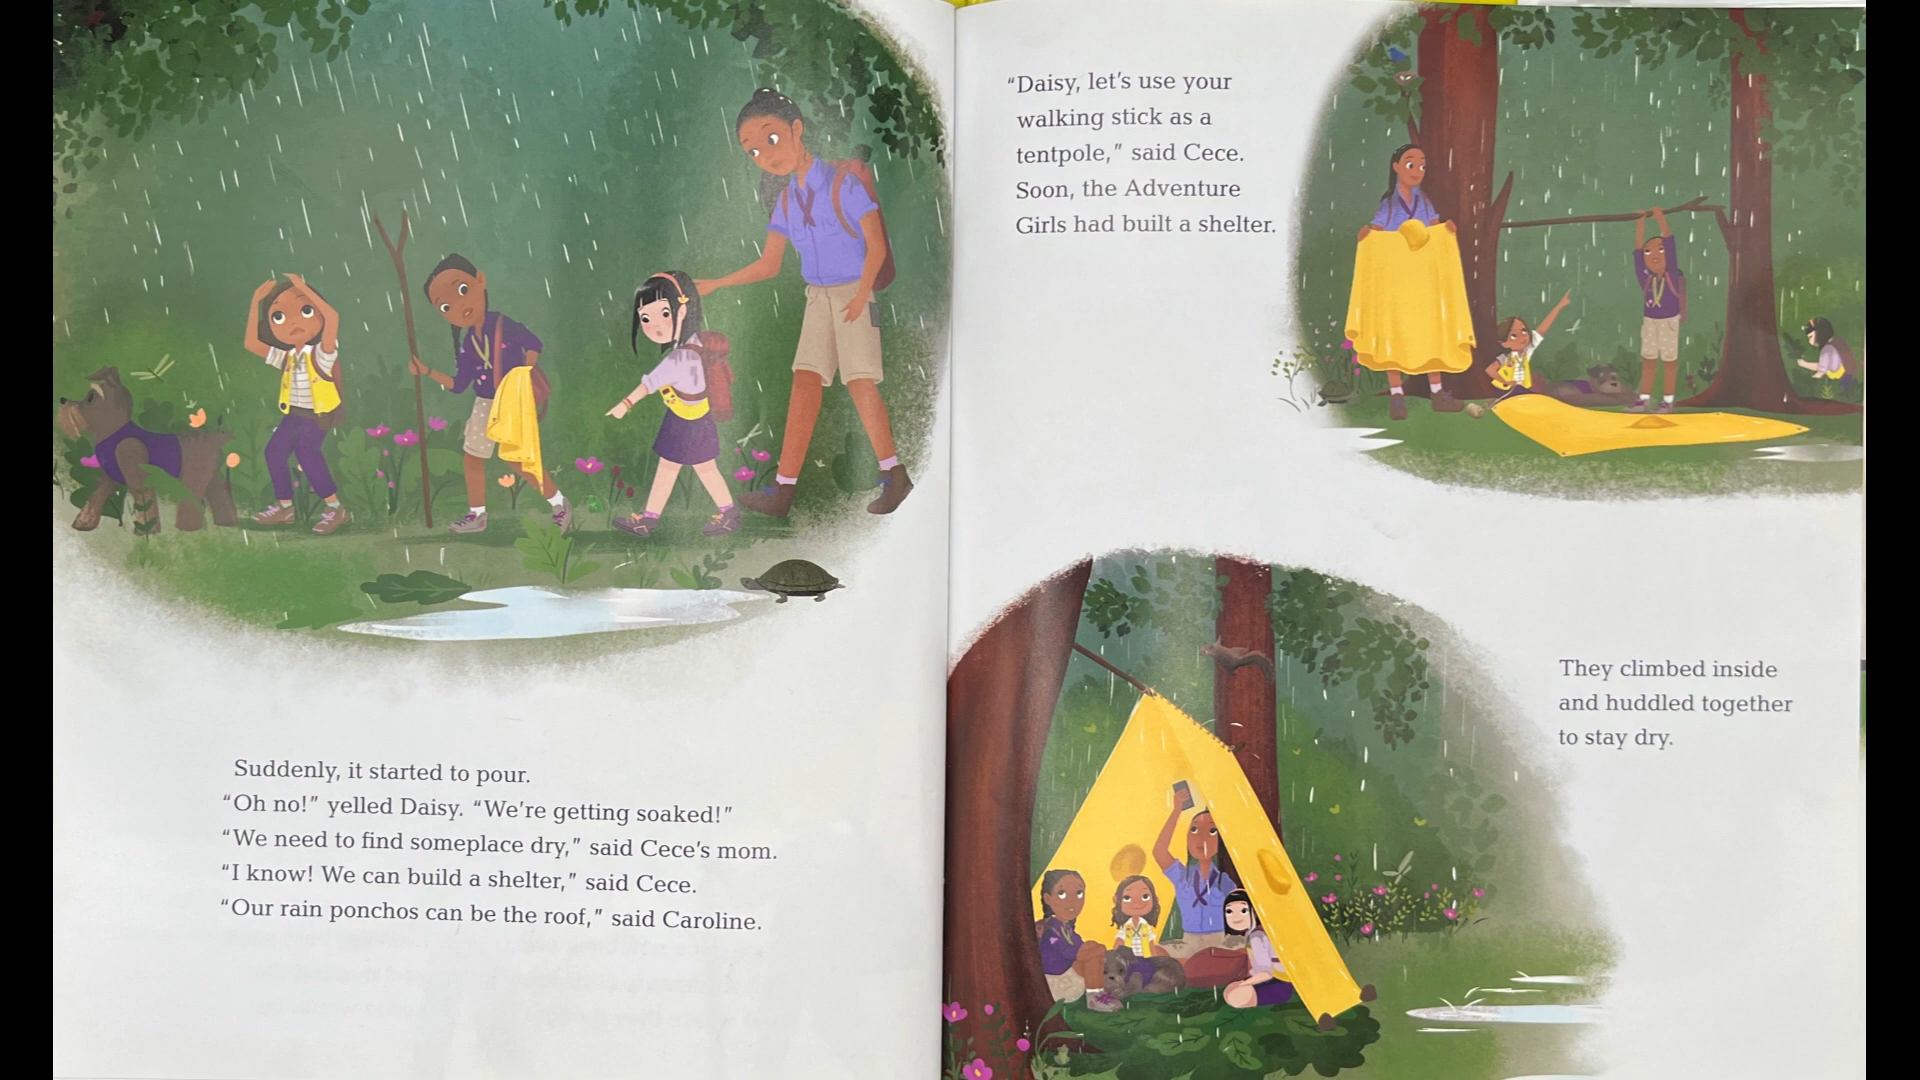 Suddenly, it started to pour.
“Oh no!” yelled Daisy. “We’re getting soaked!”
“We need to find someplace dry,” said Cece’s mom.
“I know! We can build a shelter,” said Cece.
“Our rain ponchos can be the roof,” said Caroline.
“Daisy, let’s use your
walking stick as a
tentpole,” said Cece.
Soon, the Adventure
Girls had built a shelter.
They climbed inside
and huddled together
to stay dry.